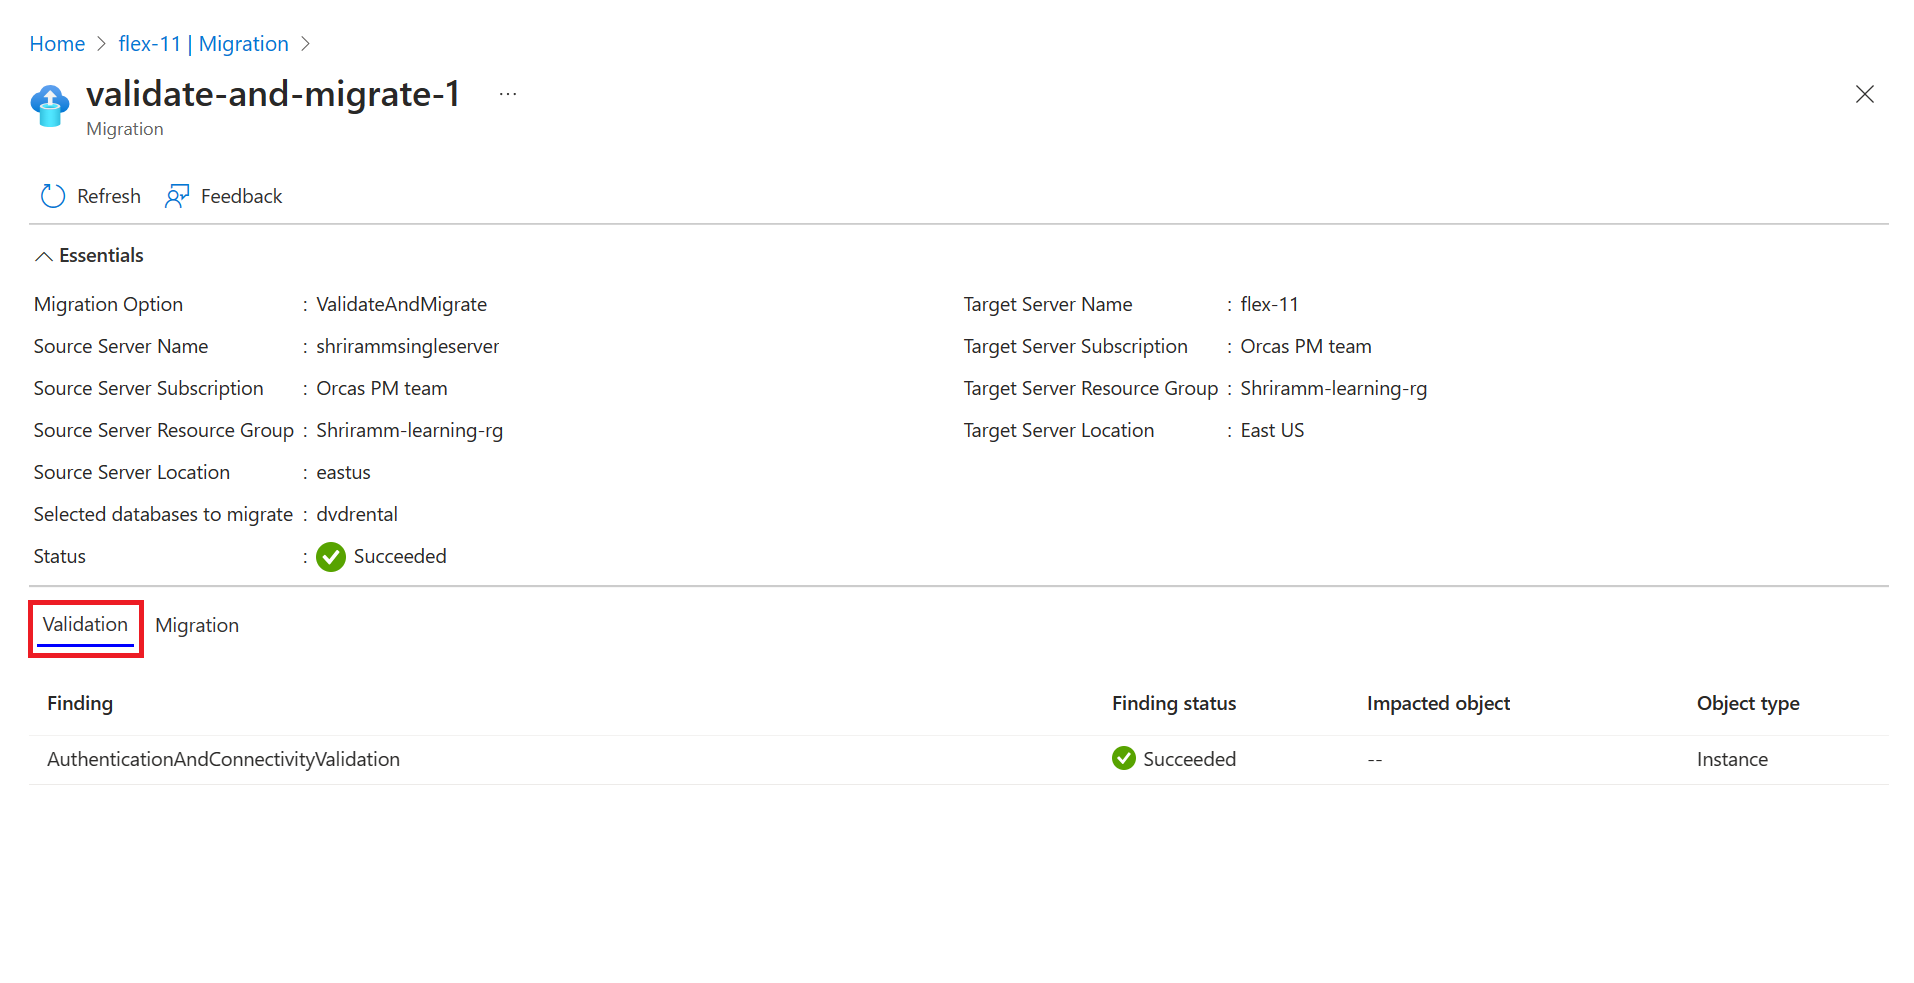 Home > flex-11 | Migration >
validate-and-migrate-1 ...
Migration
Refresh Feedback
Essentials
Migration Option : ValidateAndMigrate Target Server Name : flex-11
Source Server Name : shrirammsingleserver Target Server Subscription : Orcas PM team
Source Server Subscription : Orcas PM team Target Server Resource Group : Shriramm-learning-rg
Source Server Resource Group : Shriramm-learning-rg Target Server Location : East US
Source Server Location : eastus
Selected databases to migrate : dvdrental
Status : Succeeded
Validation Migration
Finding Finding status Impacted object Object type
AuthenticationAndConnectivityValidation Succeeded -- Instance